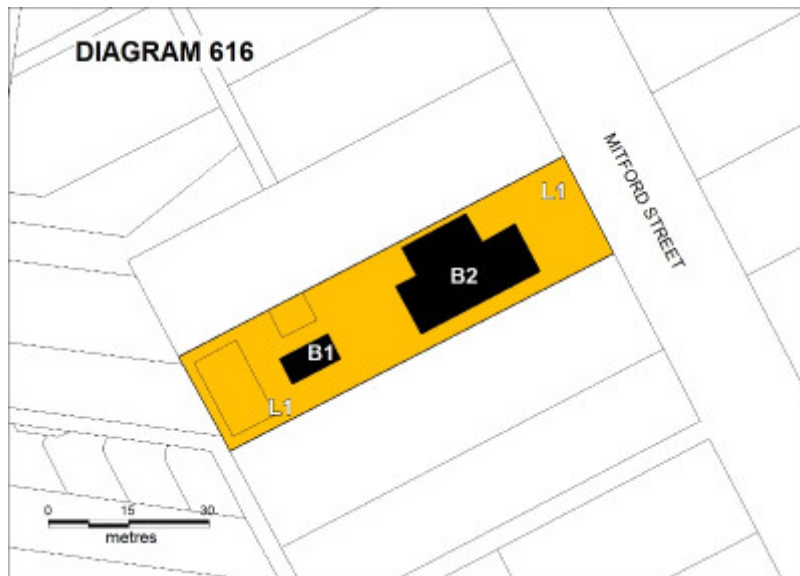 DIAGRAM 616
MITFORD STREET
L1
B2
B1
L1
0 15 30
metres